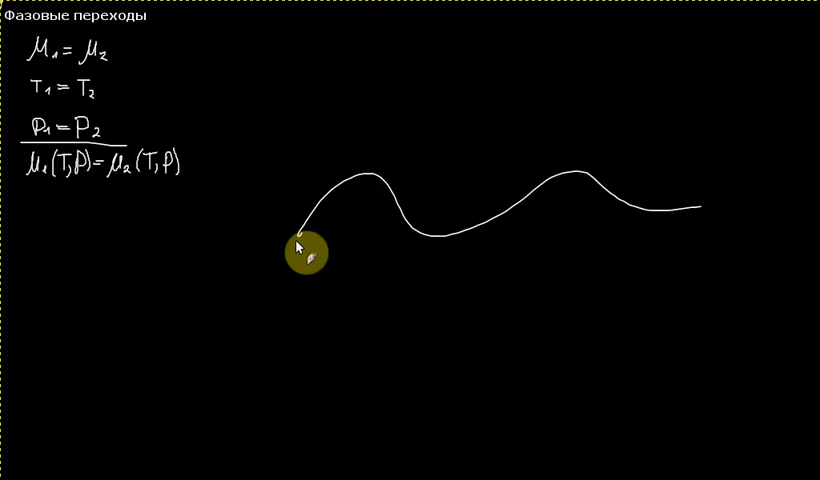 Фазовые переходы
μ₁ = μ₂
T₁ = T₂
P₁ = P₂
μ₁(T,P) = μ₂(T,P)